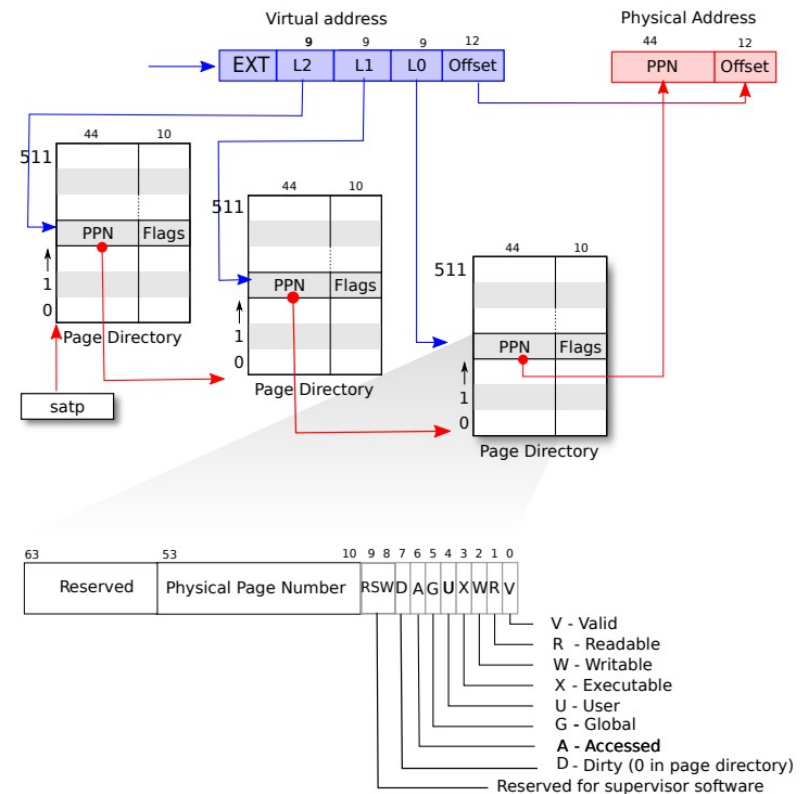 Virtual address
Physical Address
9 9 9 12
EXT L2 L1 L0 Offset
44 12
PPN Offset
44 10
511
PPN Flags
1
0
Page Directory
satp
44 10
511
PPN Flags
1
0
Page Directory
44 10
511
PPN Flags
1
0
Page Directory
63 53 10 9 8 7 6 5 4 3 2 1 0
Reserved Physical Page Number RSW D A G U X W R V
V - Valid
R - Readable
W - Writable
X - Executable
U - User
G - Global
A - Accessed
D - Dirty (0 in page directory)
Reserved for supervisor software